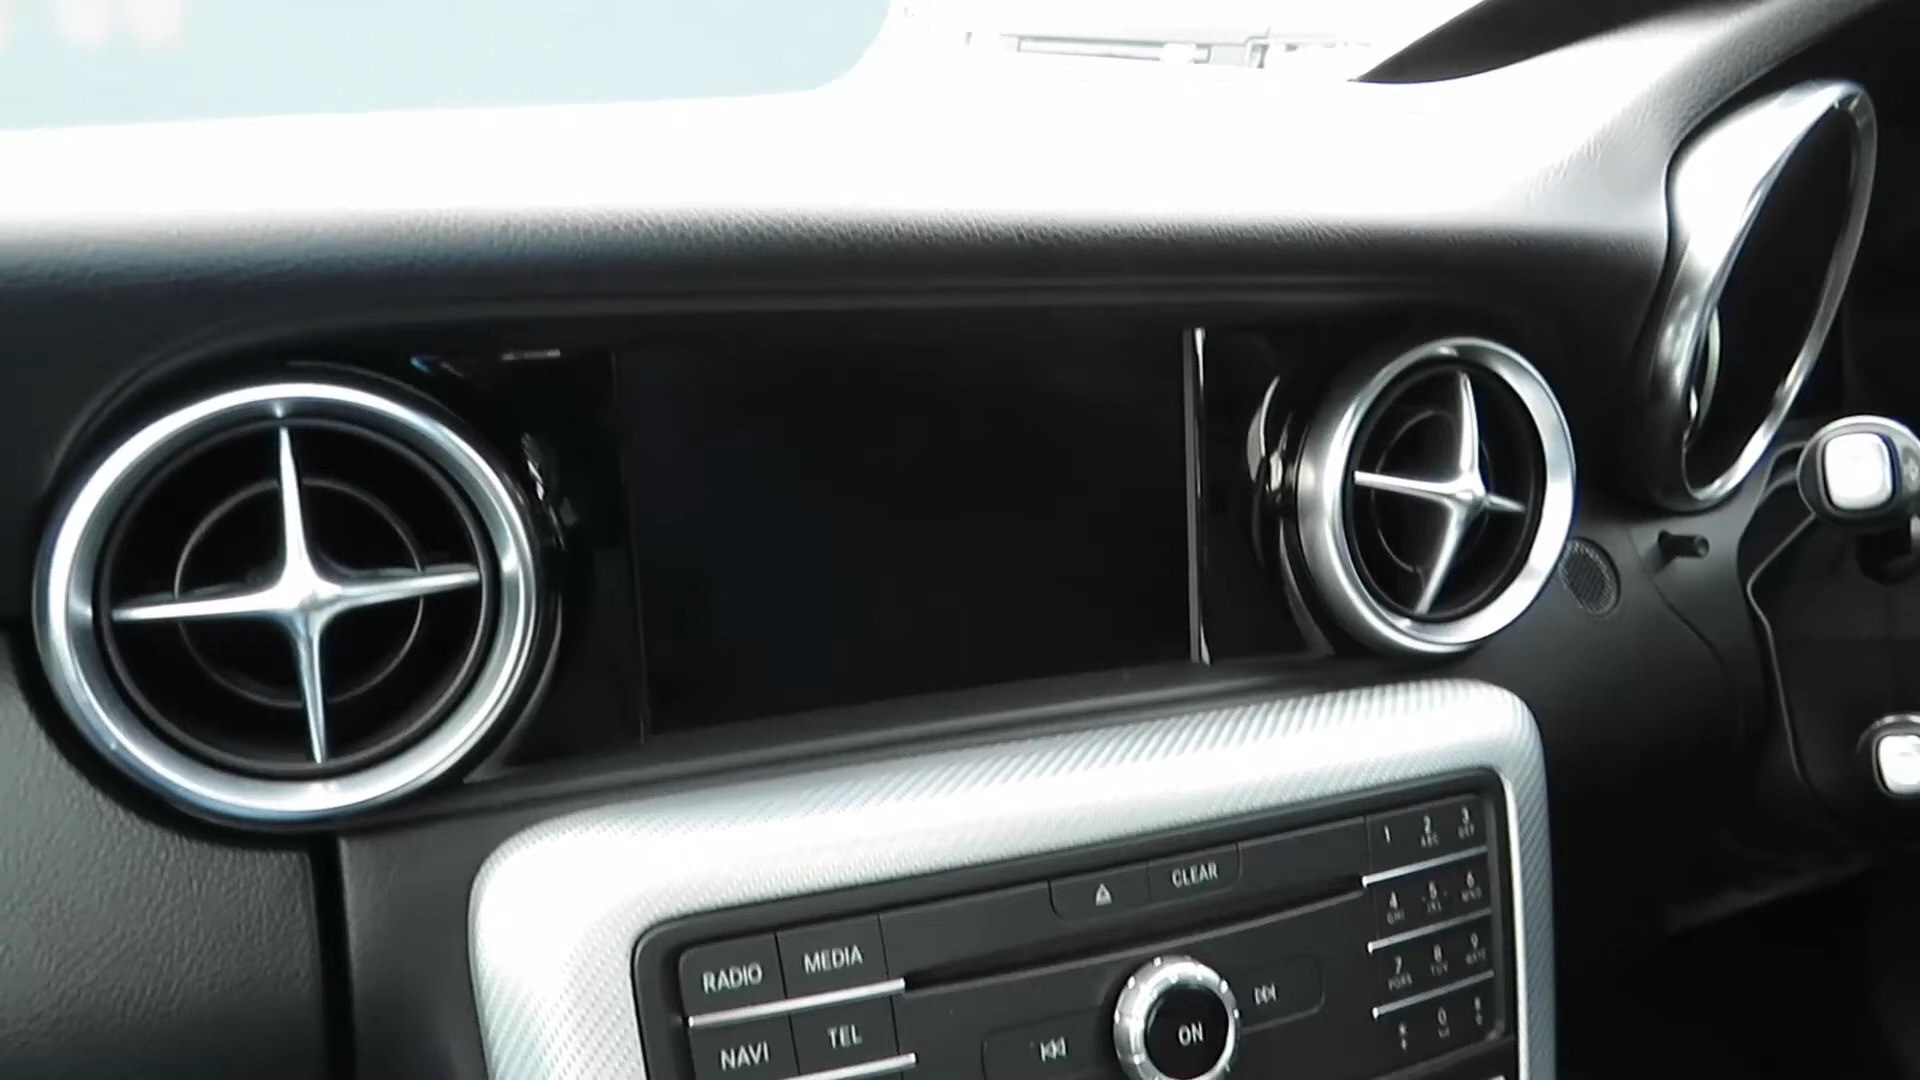 CLEAR
1 2 ABC 3 DEF
4 GHI 5 JKL 6 MNO
7 PQRS 8 TUV 9 WXYZ
* 0
RADIO MEDIA
NAVI TEL
ON